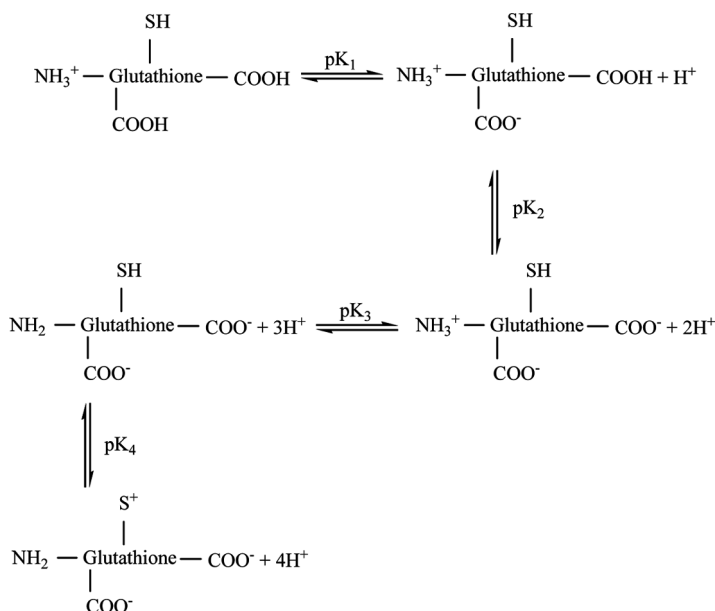 SH SH
NH₃⁺ Glutathione COOH pK₁ NH₃⁺ Glutathione COOH + H⁺
COOH COO⁻
pK₂
SH SH
NH₂ Glutathione COO⁻ + 3H⁺ pK₃ NH₃⁺ Glutathione COO⁻ + 2H⁺
COO⁻ COO⁻
pK₄
S⁺
NH₂ Glutathione COO⁻ + 4H⁺
COO⁻